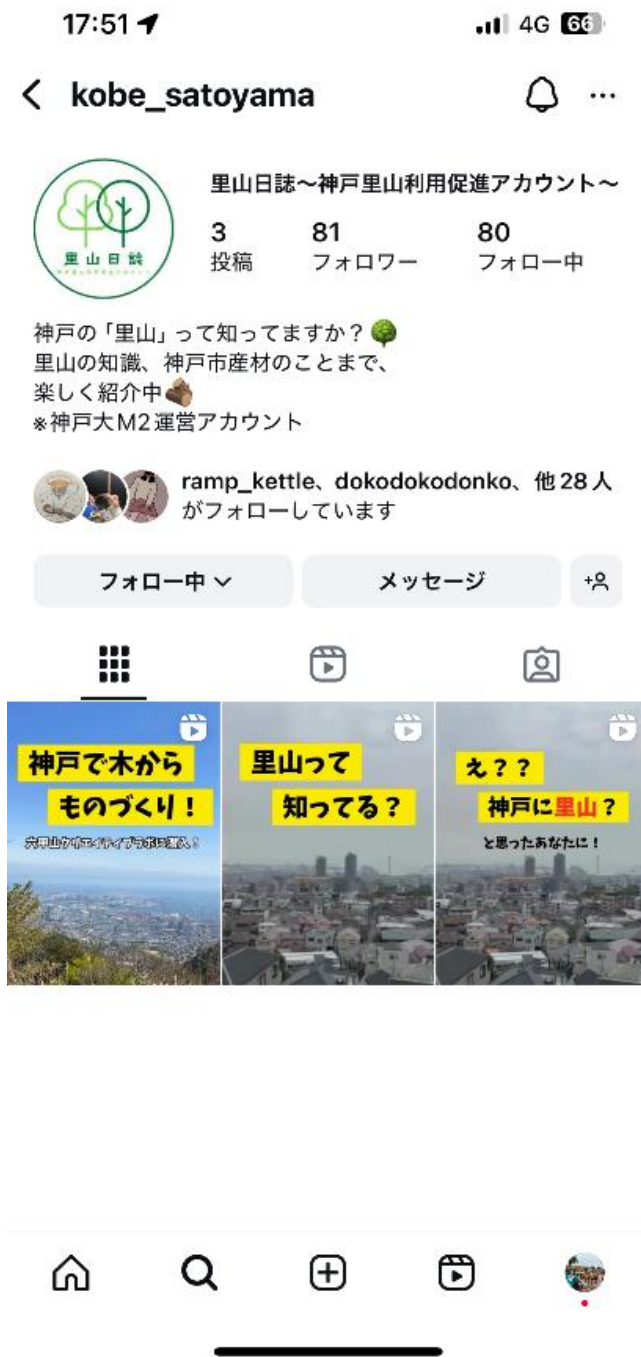 17:51
4G
66
kobe_satoyama
里山日誌
里山日誌〜神戸里山利用促進アカウント〜
3
81
80
投稿
フォロワー
フォロー中
神戸の「里山」って知ってますか？
里山の知識、神戸市産材のことまで、
楽しく紹介中
※神戸大M2運営アカウント
ramp_kettle、dokodokodonko、他28人
がフォローしています
フォロー中
メッセージ
神戸で木から
ものづくり！
里山って
知ってる？
え？？
神戸に里山？
と思ったあなたに！